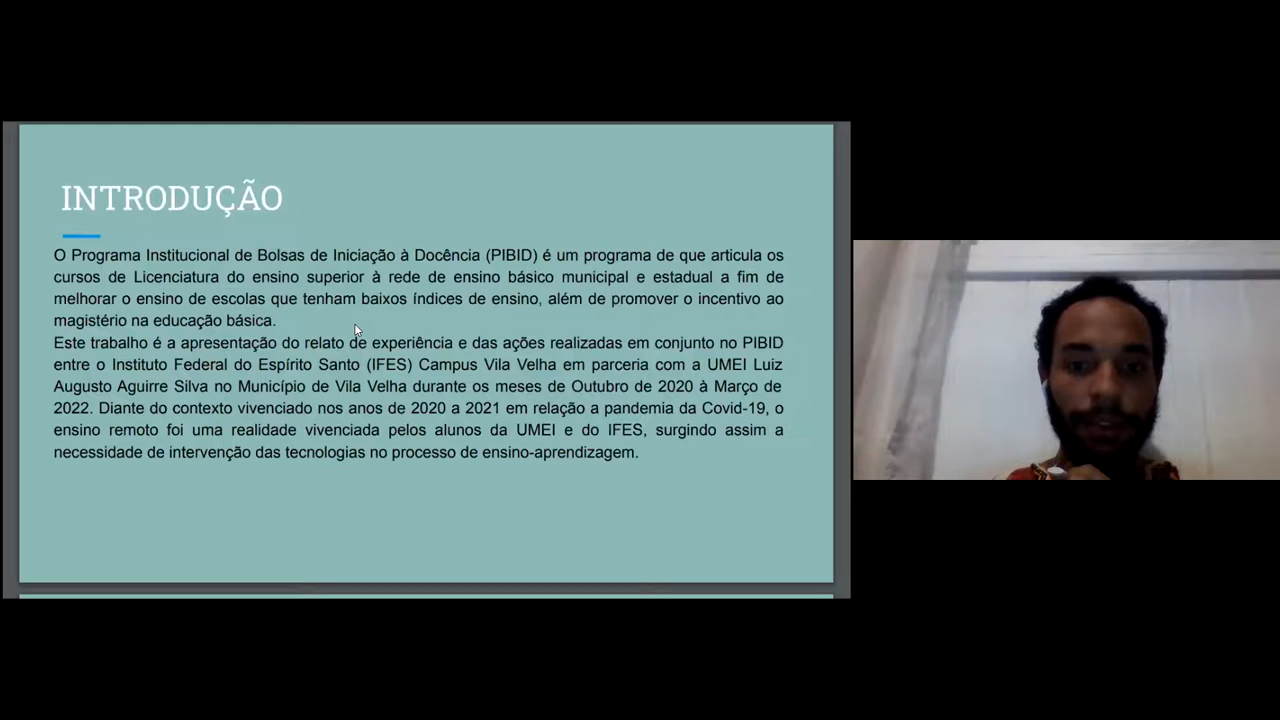 INTRODUÇÃO
O Programa Institucional de Bolsas de Iniciação à Docência (PIBID) é um programa de que articula os
cursos de Licenciatura do ensino superior à rede de ensino básico municipal e estadual a fim de
melhorar o ensino de escolas que tenham baixos índices de ensino, além de promover o incentivo ao
magistério na educação básica.
Este trabalho é a apresentação do relato de experiência e das ações realizadas em conjunto no PIBID
entre o Instituto Federal do Espírito Santo (IFES) Campus Vila Velha em parceria com a UMEI Luiz
Augusto Aguirre Silva no Município de Vila Velha durante os meses de Outubro de 2020 à Março de
2022. Diante do contexto vivenciado nos anos de 2020 a 2021 em relação a pandemia da Covid-19, o
ensino remoto foi uma realidade vivenciada pelos alunos da UMEI e do IFES, surgindo assim a
necessidade de intervenção das tecnologias no processo de ensino-aprendizagem.